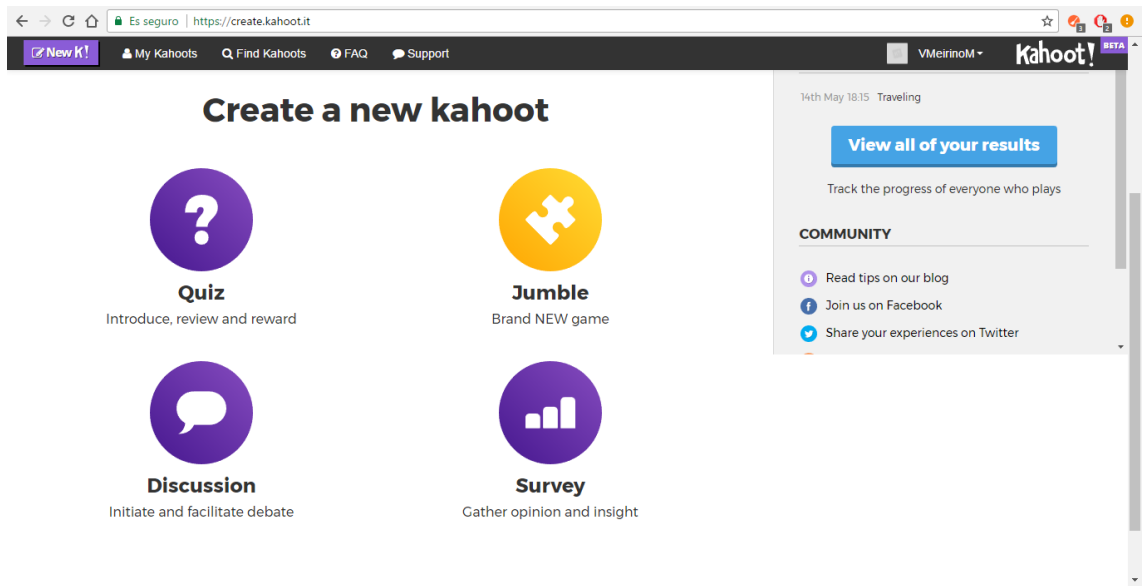 Es seguro | https://create.kahoot.it
3 2
New K! My Kahoots Find Kahoots FAQ Support VMeirinoM Kahoot! BETA
Create a new kahoot
Quiz
Introduce, review and reward
Jumble
Brand NEW game
Discussion
Initiate and facilitate debate
Survey
Gather opinion and insight
14th May 18:15 Traveling
View all of your results
Track the progress of everyone who plays
COMMUNITY
Read tips on our blog
Join us on Facebook
Share your experiences on Twitter